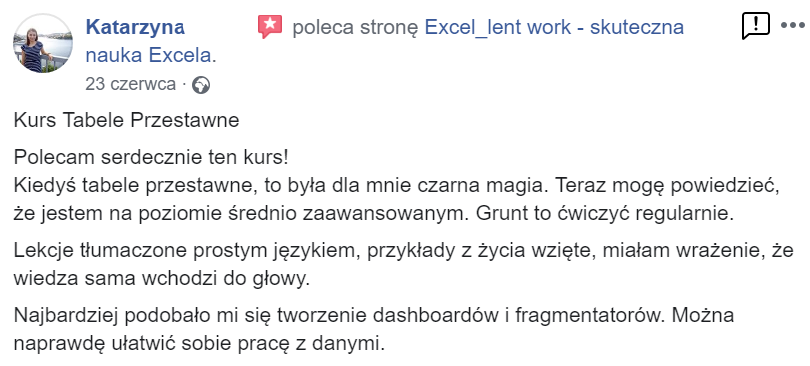 Katarzyna poleca stronę Excel_lent work - skuteczna
nauka Excela.
23 czerwca ·
Kurs Tabele Przestawne
Polecam serdecznie ten kurs!
Kiedyś tabele przestawne, to była dla mnie czarna magia. Teraz mogę powiedzieć,
że jestem na poziomie średnio zaawansowanym. Grunt to ćwiczyć regularnie.
Lekcje tłumaczone prostym językiem, przykłady z życia wzięte, miałam wrażenie, że
wiedza sama wchodzi do głowy.
Najbardziej podobało mi się tworzenie dashboardów i fragmentatorów. Można
naprawdę ułatwić sobie pracę z danymi.